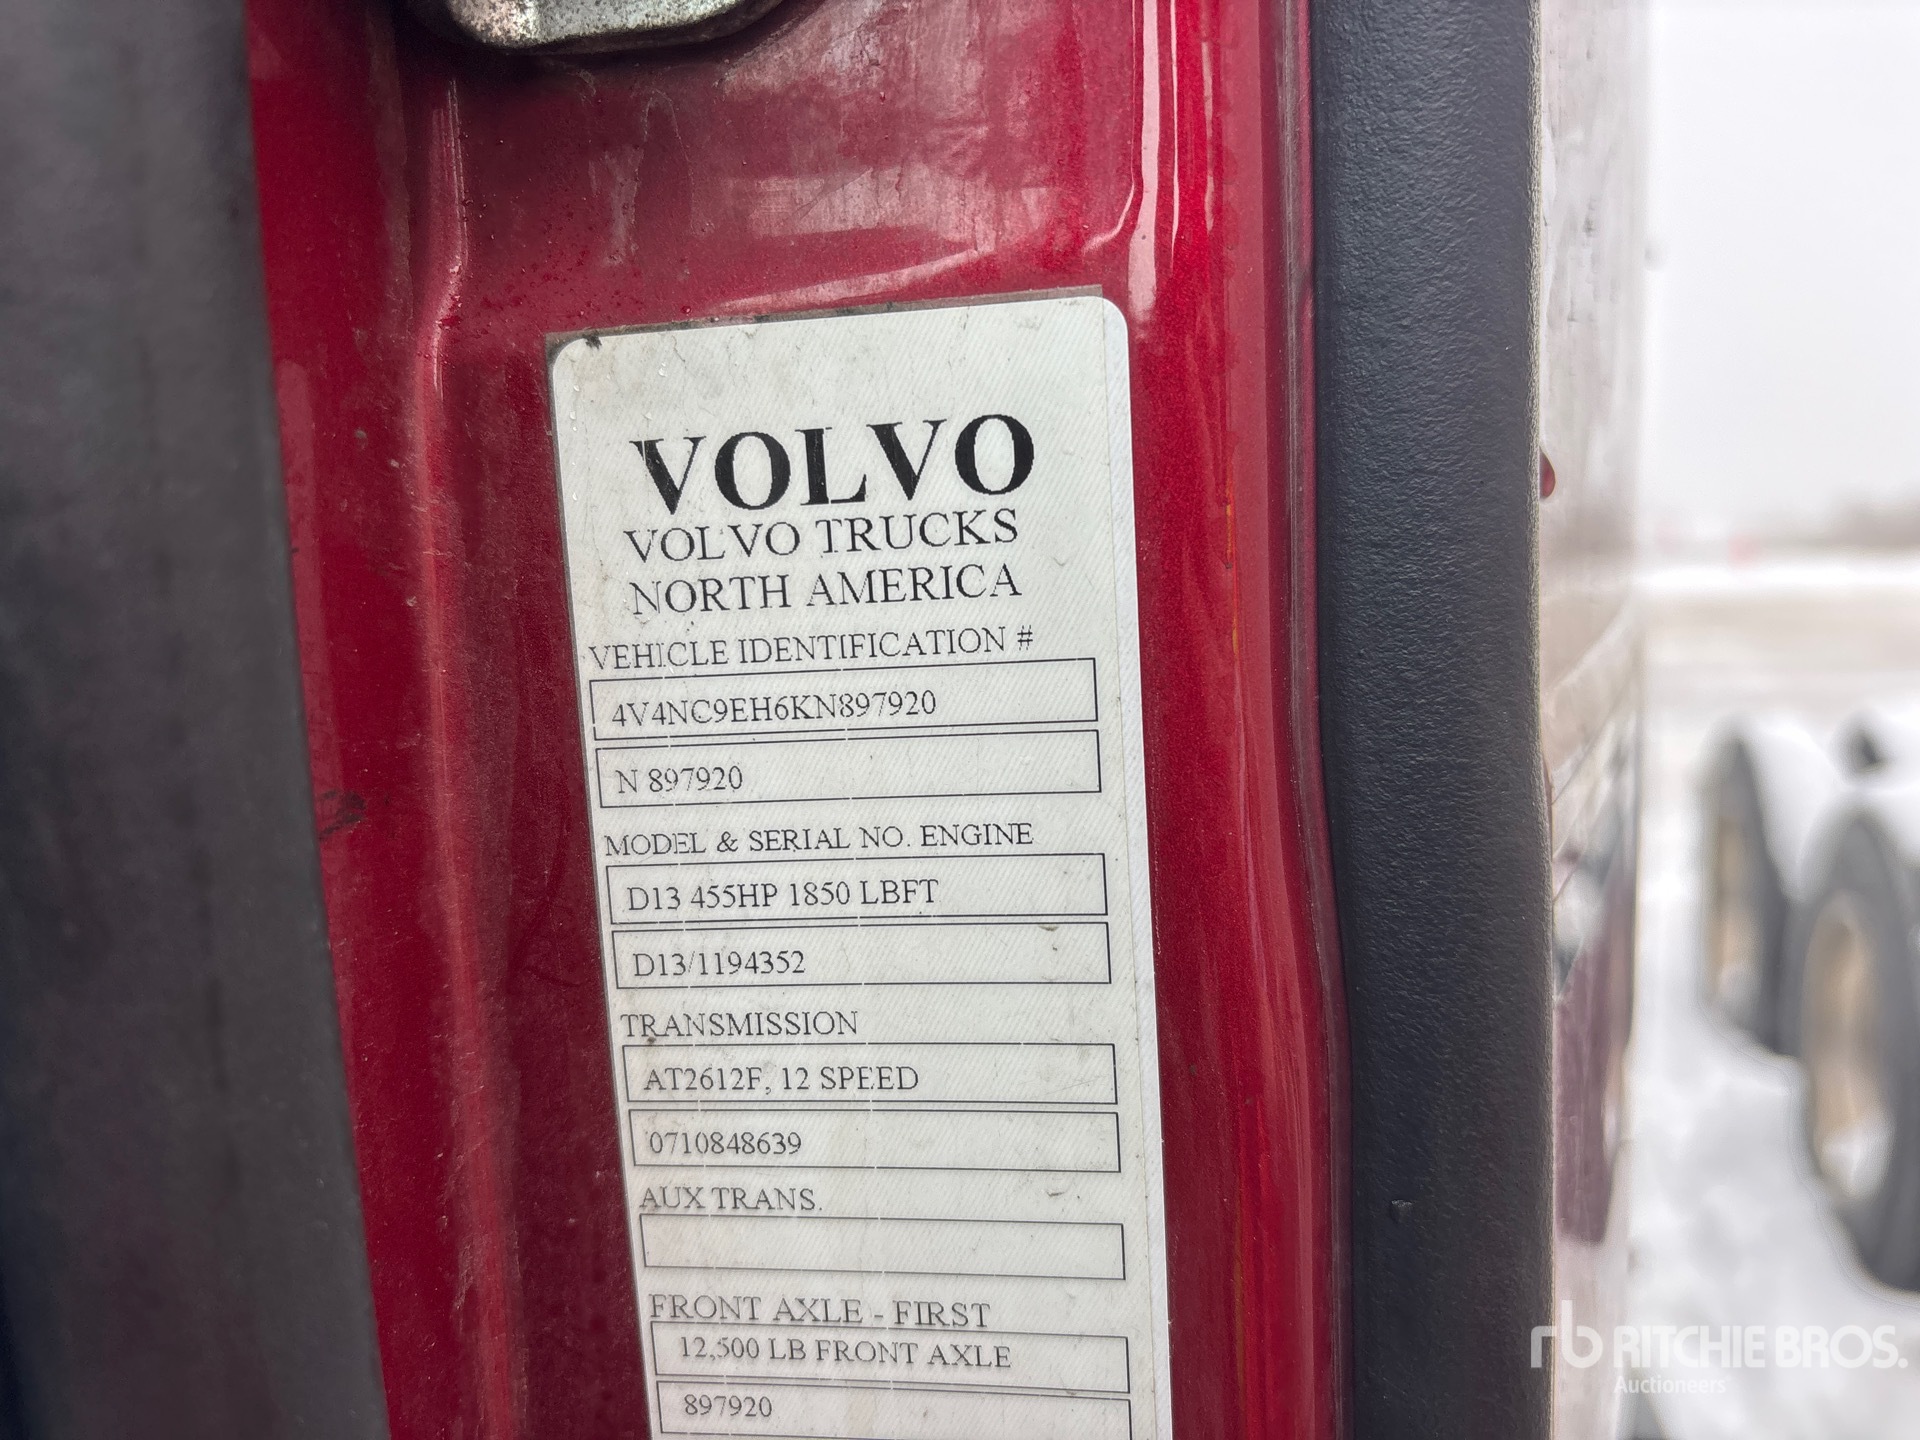 VOLVO
VOLVO TRUCKS
NORTH AMERICA
VEHICLE IDENTIFICATION #
4V4NC9EH6KN897920
N 897920
MODEL & SERIAL NO. ENGINE
D13 455HP 1850 LBFT
D13/1194352
TRANSMISSION
AT2612F, 12 SPEED
0710848639
AUX TRANS.
FRONT AXLE - FIRST
12,500 LB FRONT AXLE
897920
rb RITCHIE BROS.
Auctioneers